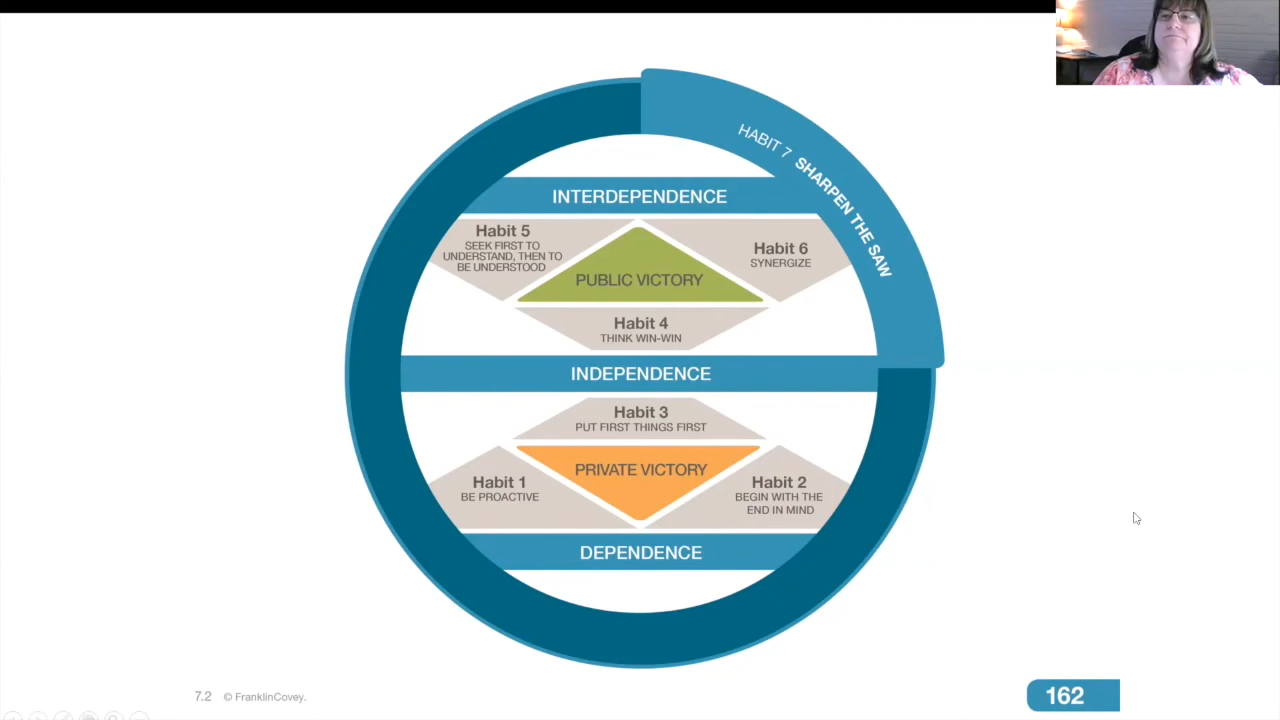 HABIT 7 SHARPEN THE SAW
INTERDEPENDENCE
Habit 5
SEEK FIRST TO
UNDERSTAND, THEN TO
BE UNDERSTOOD
Habit 6
SYNERGIZE
PUBLIC VICTORY
Habit 4
THINK WIN-WIN
INDEPENDENCE
Habit 3
PUT FIRST THINGS FIRST
PRIVATE VICTORY
Habit 1
BE PROACTIVE
Habit 2
BEGIN WITH THE
END IN MIND
DEPENDENCE
7.2 © FranklinCovey.
162